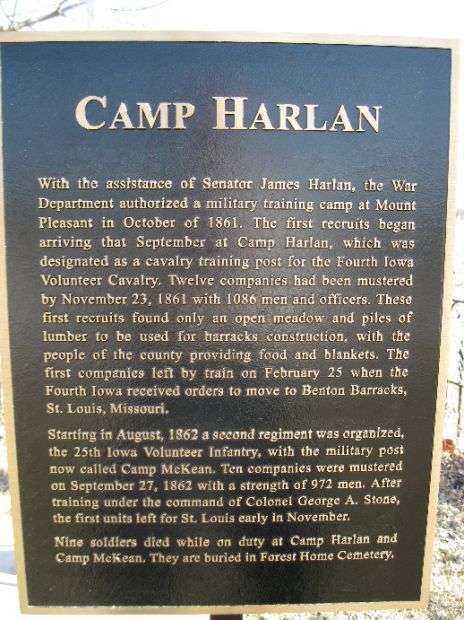 CAMP HARLAN
With the assistance of Senator James Harlan, the War
Department authorized a military training camp at Mount
Pleasant in October of 1861. The first recruits began
arriving that September at Camp Harlan, which was
designated as a cavalry training post for the Fourth Iowa
Volunteer Cavalry. Twelve companies had been mustered
by November 23, 1861 with 1086 men and officers. These
first recruits found only an open meadow and piles of
lumber to be used for barracks construction, with the
people of the county providing food and blankets. The
first companies left by train on February 25 when the
Fourth Iowa received orders to move to Benton Barracks,
St. Louis, Missouri.
Starting in August, 1862 a second regiment was organized,
the 25th Iowa Volunteer Infantry, with the military post
now called Camp McKean. Ten companies were mustered
on September 27, 1862 with a strength of 972 men. After
training under the command of Colonel George A. Stone,
the first units left for St. Louis early in November.
Nine soldiers died while on duty at Camp Harlan and
Camp McKean. They are buried in Forest Home Cemetery.